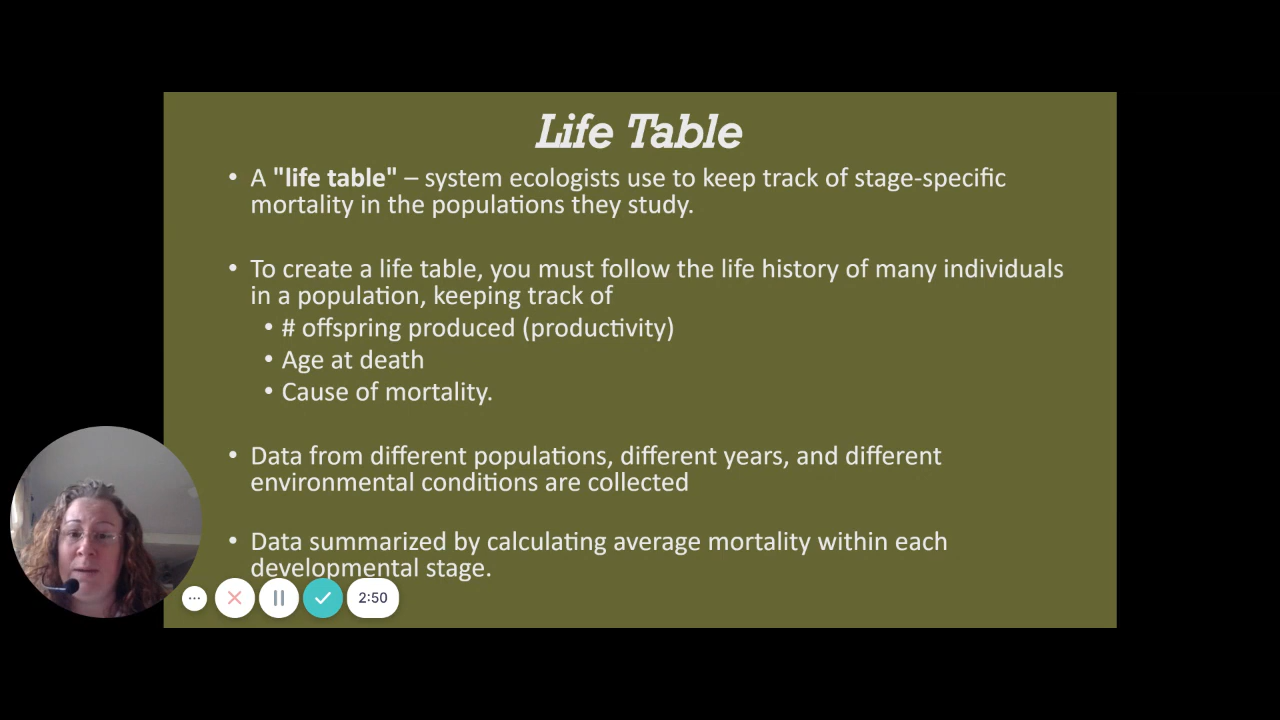 Life Table
• A "life table" – system ecologists use to keep track of stage-specific
mortality in the populations they study.
• To create a life table, you must follow the life history of many individuals
in a population, keeping track of
• # offspring produced (productivity)
• Age at death
• Cause of mortality.
• Data from different populations, different years, and different
environmental conditions are collected
• Data summarized by calculating average mortality within each
developmental stage.
2:50